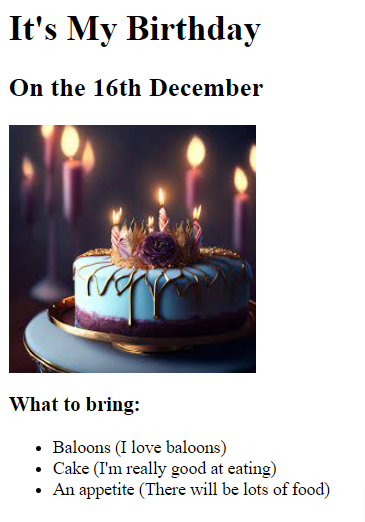 It's My Birthday
On the 16th December
What to bring:
Baloons (I love baloons)
Cake (I'm really good at eating)
An appetite (There will be lots of food)